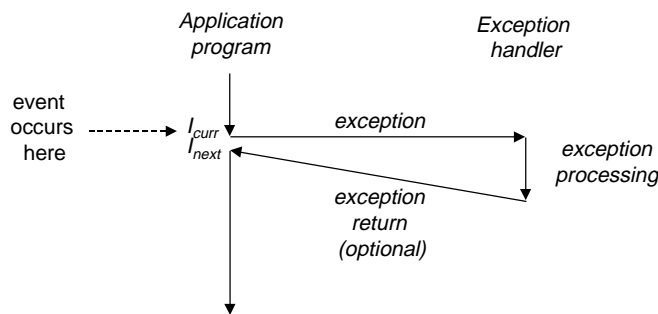 Application
program
Exception
handler
event
occurs
here
I_curr
I_next
exception
exception
processing
exception
return
(optional)